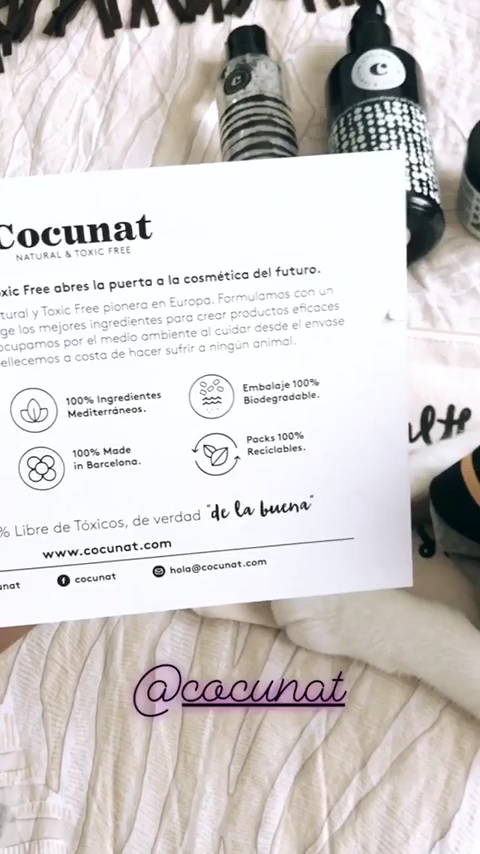 C
C
Cocunat
NATURAL & TOXIC FREE
Toxic Free abre la puerta a la cosmética del futuro.
tural y Toxic Free pionera en Europa. Formulamos con un
ge los mejores ingredientes para crear productos eficaces
ocupamos por el medio ambiente al cuidar desde el envase
ellecemos a costa de hacer sufrir a ningún animal.
100% Ingredientes
Mediterráneos.
Embalaje 100%
Biodegradable.
100% Made
in Barcelona.
Packs 100%
Reciclables.
% Libre de Tóxicos, de verdad "de la buena"
www.cocunat.com
unat
cocunat
hola@cocunat.com
@cocunat